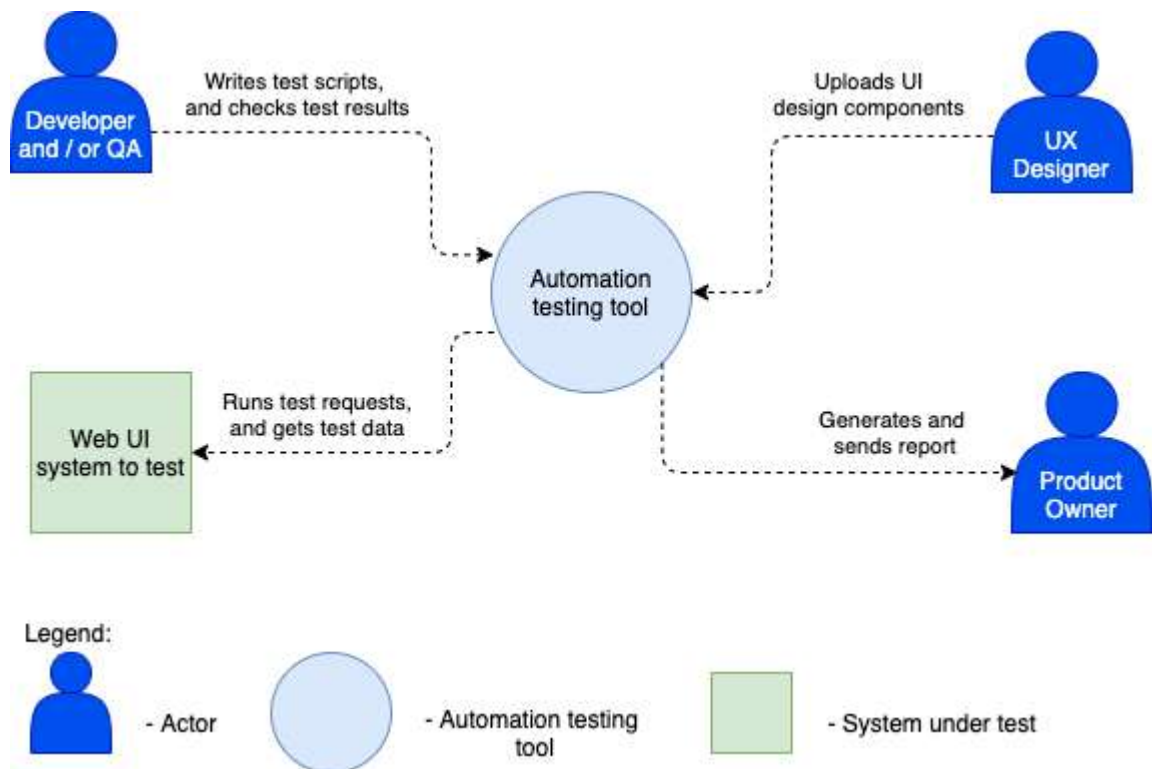 Writes test scripts,
and checks test results
Developer
and / or QA
Uploads UI
design components
UX
Designer
Automation
testing tool
Runs test requests,
and gets test data
Web UI
system to test
Generates and
sends report
Product
Owner
Legend:
- Actor
- Automation testing
tool
- System under test